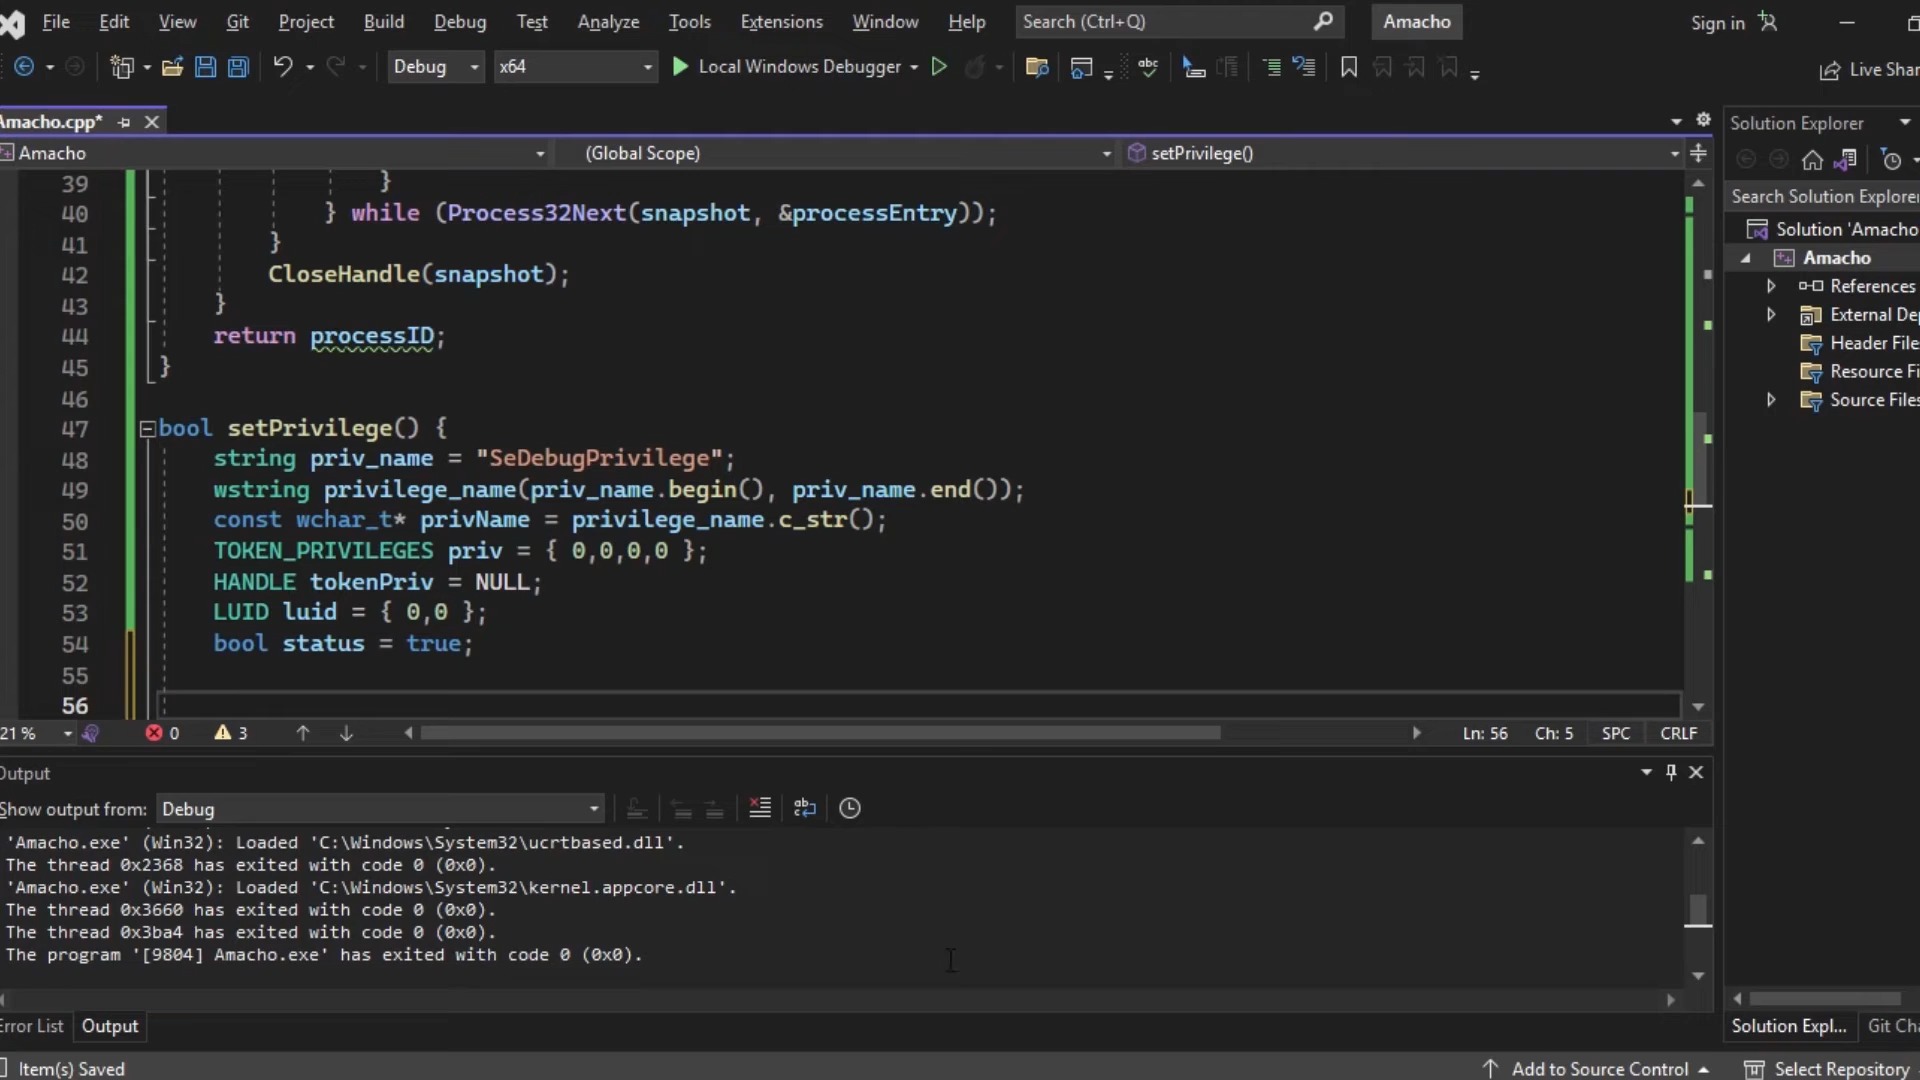 File Edit View Git Project Build Debug Test Analyze Tools Extensions Window Help Search (Ctrl+Q) Amacho Sign in
Debug x64 Local Windows Debugger Live Shar
Amacho.cpp*
Amacho (Global Scope) setPrivilege()
39 }
40 } while (Process32Next(snapshot, &processEntry));
41 }
42 CloseHandle(snapshot);
43 }
44 return processID;
45 }
46
47 bool setPrivilege() {
48 string priv_name = "SeDebugPrivilege";
49 wstring privilege_name(priv_name.begin(), priv_name.end());
50 const wchar_t* privName = privilege_name.c_str();
51 TOKEN_PRIVILEGES priv = { 0,0,0,0 };
52 HANDLE tokenPriv = NULL;
53 LUID luid = { 0,0 };
54 bool status = true;
55
56
21 % 0 3 Ln: 56 Ch: 5 SPC CRLF
Output
Show output from: Debug
'Amacho.exe' (Win32): Loaded 'C:\Windows\System32\ucrtbased.dll'.
The thread 0x2368 has exited with code 0 (0x0).
'Amacho.exe' (Win32): Loaded 'C:\Windows\System32\kernel.appcore.dll'.
The thread 0x3660 has exited with code 0 (0x0).
The thread 0x3ba4 has exited with code 0 (0x0).
The program '[9804] Amacho.exe' has exited with code 0 (0x0).
Error List Output
Solution Explorer
Search Solution Explorer
Solution 'Amacho
Amacho
References
External De
Header File
Resource Fi
Source Files
Solution Expl... Git Cha
Item(s) Saved Add to Source Control Select Repository